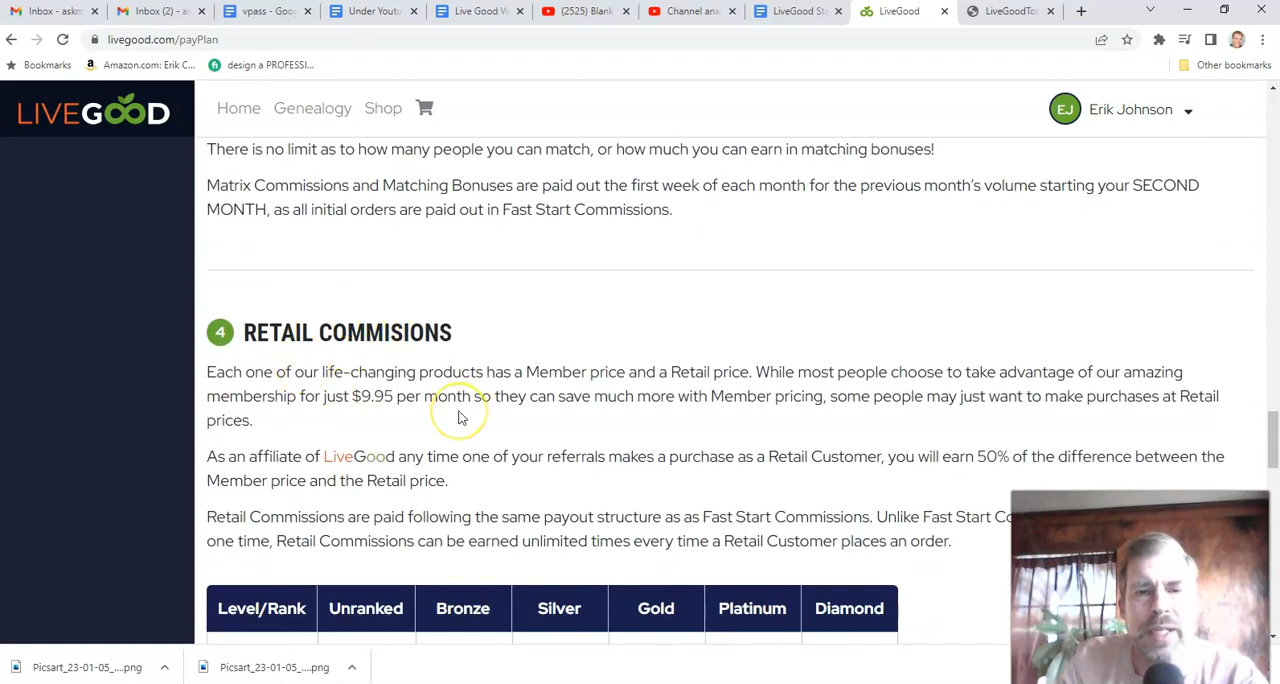 Inbox - askm
Inbox (2) - as
vpass - Goog
Under Youtu
Live Good W
(2525) Blank
Channel ana
LiveGood Sta
LiveGood
LiveGoodTou
livegood.com/payPlan
Bookmarks
Amazon.com: Erik C...
design a PROFESSI...
Other bookmarks
LIVEGOOD
Home
Genealogy
Shop
EJ
Erik Johnson
There is no limit as to how many people you can match, or how much you can earn in matching bonuses!
Matrix Commissions and Matching Bonuses are paid out the first week of each month for the previous month's volume starting your SECOND
MONTH, as all initial orders are paid out in Fast Start Commissions.
4 RETAIL COMMISIONS
Each one of our life-changing products has a Member price and a Retail price. While most people choose to take advantage of our amazing
membership for just $9.95 per month so they can save much more with Member pricing, some people may just want to make purchases at Retail
prices.
As an affiliate of LiveGood any time one of your referrals makes a purchase as a Retail Customer, you will earn 50% of the difference between the
Member price and the Retail price.
Retail Commissions are paid following the same payout structure as as Fast Start Commissions. Unlike Fast Start Co
one time, Retail Commissions can be earned unlimited times every time a Retail Customer places an order.
Level/Rank Unranked Bronze Silver Gold Platinum Diamond
Picsart_23-01-05_....png
Picsart_23-01-05_....png